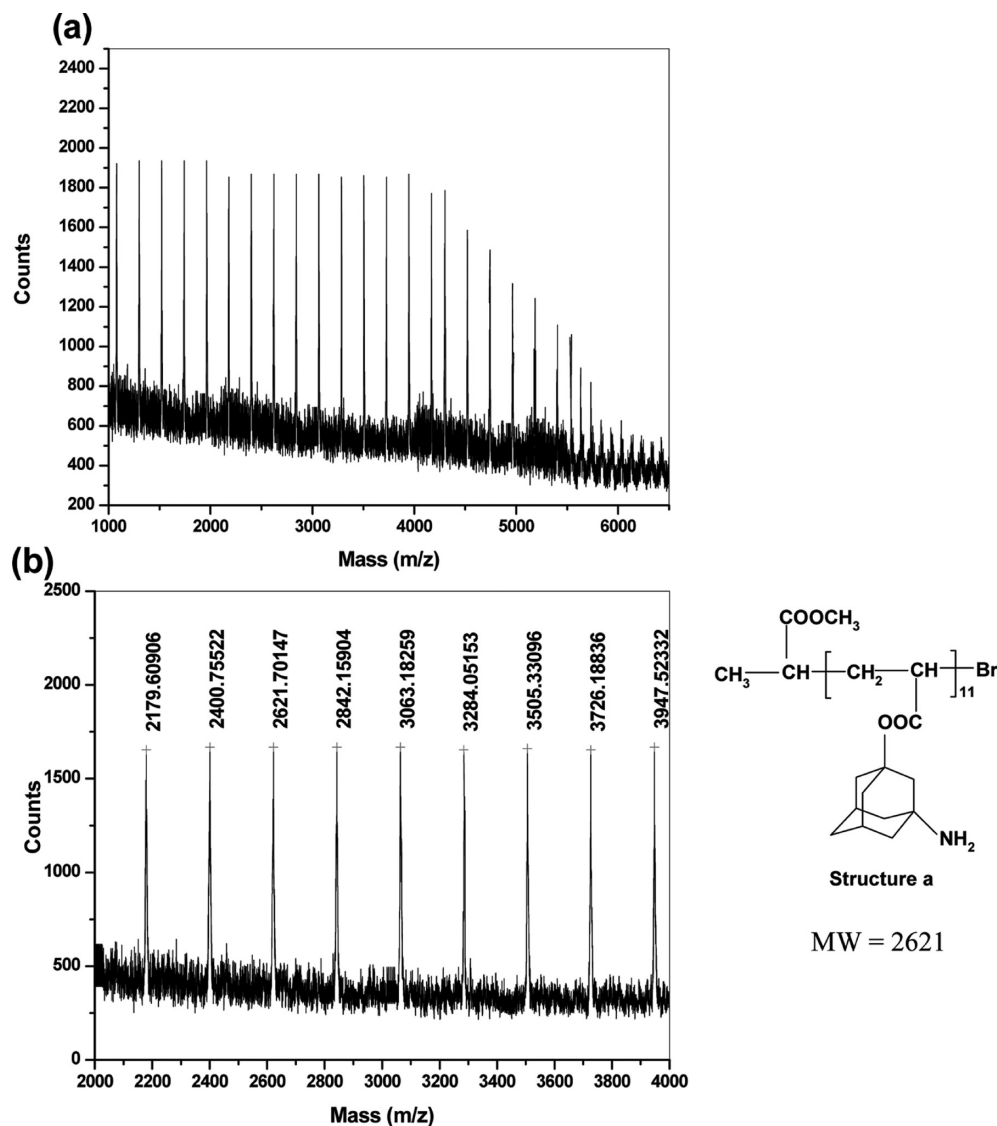 (a)
2400
2200
2000
1800
1600
1400
1200
1000
800
600
400
200
Counts
1000 2000 3000 4000 5000 6000
Mass (m/z)
(b)
2500
2000
1500
1000
500
0
Counts
2179.60906
2400.75522
2621.70147
2842.15904
3063.18259
3284.05153
3505.33096
3726.18836
3947.52332
2000 2200 2400 2600 2800 3000 3200 3400 3600 3800 4000
Mass (m/z)
COOCH3
CH3 CH CH2 CH Br
11
OOC
NH2
Structure a
MW = 2621